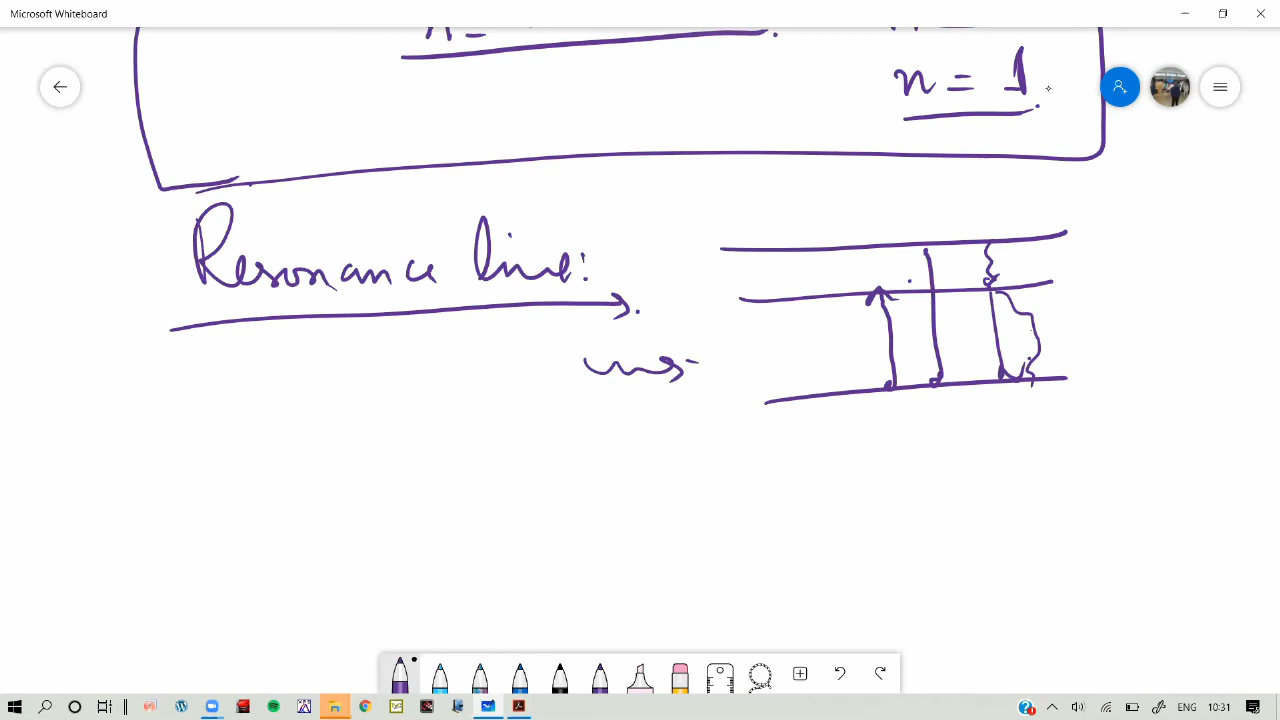 Microsoft Whiteboard
n = 1.
Resonance line:
ENG
10:31